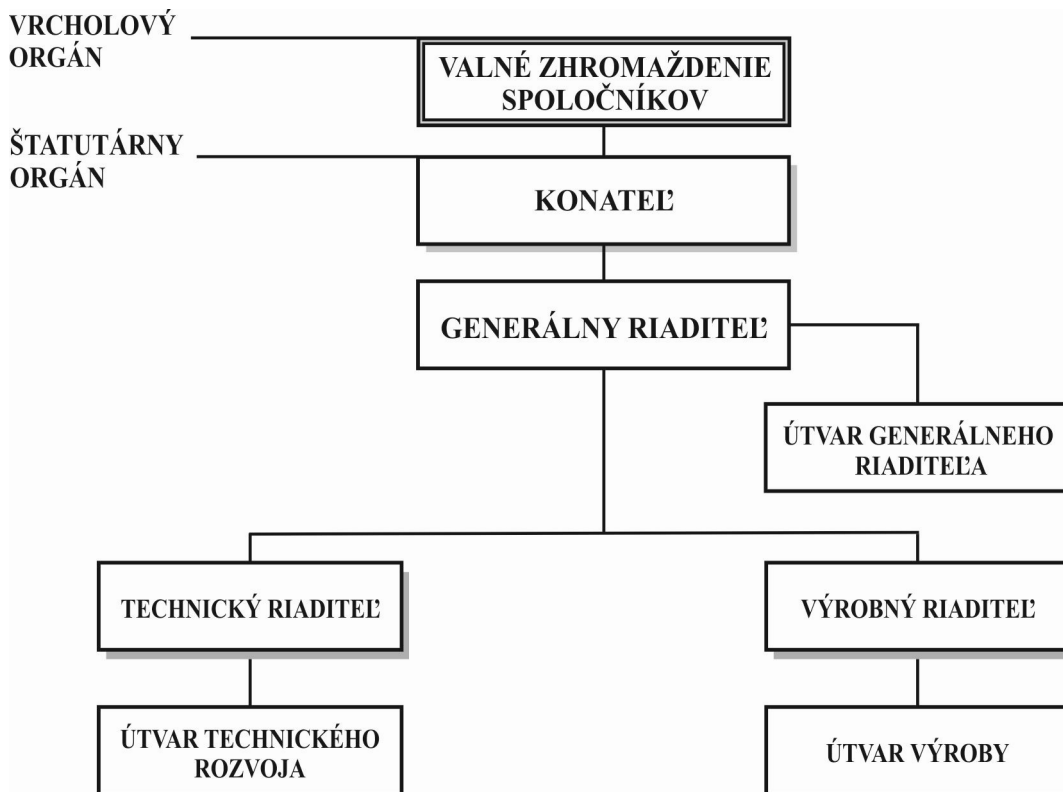 VRCHOLOVÝ
ORGÁN
VALNÉ ZHROMAŽDENIE
SPOLOČNÍKOV
ŠTATUTÁRNY
ORGÁN
KONATEĽ
GENERÁLNY RIADITEĽ
ÚTVAR GENERÁLNEHO
RIADITEĽA
TECHNICKÝ RIADITEĽ
VÝROBNÝ RIADITEĽ
ÚTVAR TECHNICKÉHO
ROZVOJA
ÚTVAR VÝROBY